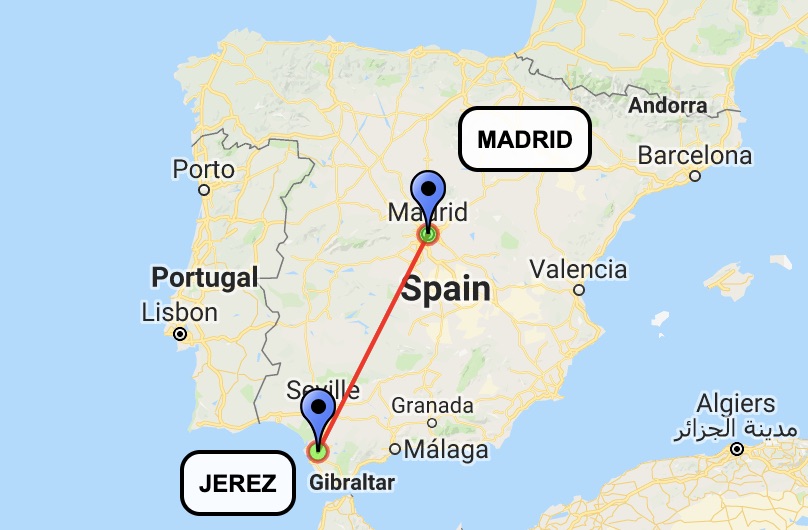 Andorra
MADRID
Barcelona
Porto
Madrid
Valencia
Portugal
Spain
Lisbon
Seville
Granada
Algiers
مدينة الجزائر
Málaga
JEREZ
Gibraltar